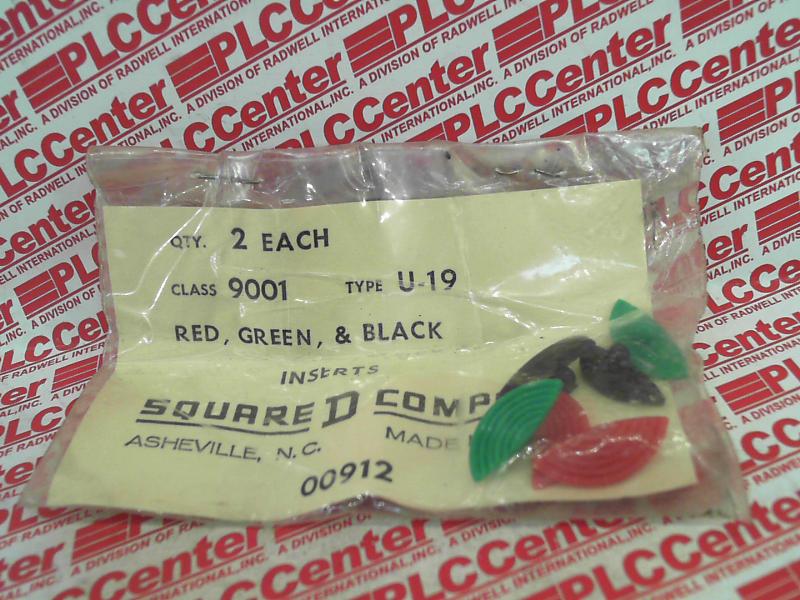 PLCCenter
A DIVISION OF RADWELL INTERNATIONAL, INC.
QTY. 2 EACH
CLASS 9001 TYPE U-19
RED, GREEN, & BLACK
INSERTS
SQUARE D COMP
ASHEVILLE, N.C. MADE
00912